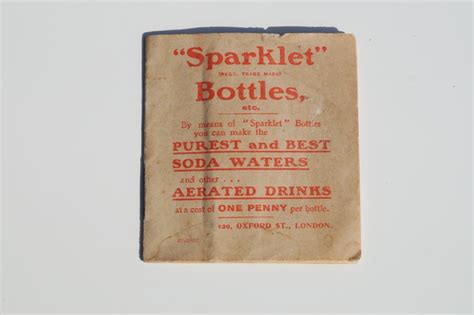 "Sparklet"
(REGD. TRADE MARK)
Bottles,
etc.
By means of "Sparklet" Bottles
you can make the
PUREST and BEST
SODA WATERS
and other . . .
AERATED DRINKS
at a cost of ONE PENNY per bottle.
129, OXFORD ST., LONDON.